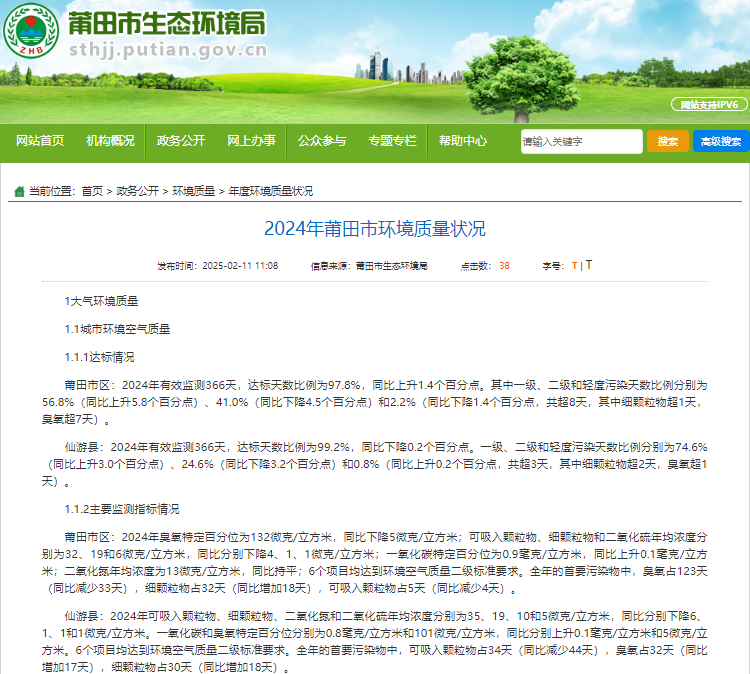 ZHB
莆田市生态环境局
sthjj.putian.gov.cn
网站支持IPV6
网站首页 机构概况 政务公开 网上办事 公众参与 专题专栏 帮助中心 请输入关键字 搜索 高级搜索
当前位置：首页 > 政务公开 > 环境质量 > 年度环境质量状况
2024年莆田市环境质量状况
发布时间：2025-02-11 11:08 信息来源：莆田市生态环境局 点击数：38 字号：T | T
1大气环境质量
1.1城市环境空气质量
1.1.1达标情况
莆田市区：2024年有效监测366天，达标天数比例为97.8%，同比上升1.4个百分点。其中一级、二级和轻度污染天数比例分别为
56.8%（同比上升5.8个百分点）、41.0%（同比下降4.5个百分点）和2.2%（同比下降1.4个百分点，共超8天，其中细颗粒物超1天，
臭氧超7天）。
仙游县：2024年有效监测366天，达标天数比例为99.2%，同比下降0.2个百分点。一级、二级和轻度污染天数比例分别为74.6%
（同比上升3.0个百分点）、24.6%（同比下降3.2个百分点）和0.8%（同比上升0.2个百分点，共超3天，其中细颗粒物超2天，臭氧超1
天）。
1.1.2主要监测指标情况
莆田市区：2024年臭氧特定百分位为132微克/立方米，同比下降5微克/立方米；可吸入颗粒物、细颗粒物和二氧化硫年均浓度分
别为32、19和6微克/立方米，同比分别下降4、1、1微克/立方米；一氧化碳特定百分位为0.9毫克/立方米，同比上升0.1毫克/立方
米；二氧化氮年均浓度为13微克/立方米，同比持平；6个项目均达到环境空气质量二级标准要求。全年的首要污染物中，臭氧占123天
（同比减少33天），细颗粒物占32天（同比增加18天），可吸入颗粒物占5天（同比减少4天）。
仙游县：2024年可吸入颗粒物、细颗粒物、二氧化氮和二氧化硫年均浓度分别为35、19、10和5微克/立方米，同比分别下降6、
1、1和1微克/立方米。一氧化碳和臭氧特定百分位分别为0.8毫克/立方米和101微克/立方米，同比分别上升0.1毫克/立方米和5微克/立
方米。6个项目均达到环境空气质量二级标准要求。全年的首要污染物中，可吸入颗粒物占34天（同比减少44天），臭氧占32天（同比
增加17天），细颗粒物占30天（同比增加18天）。